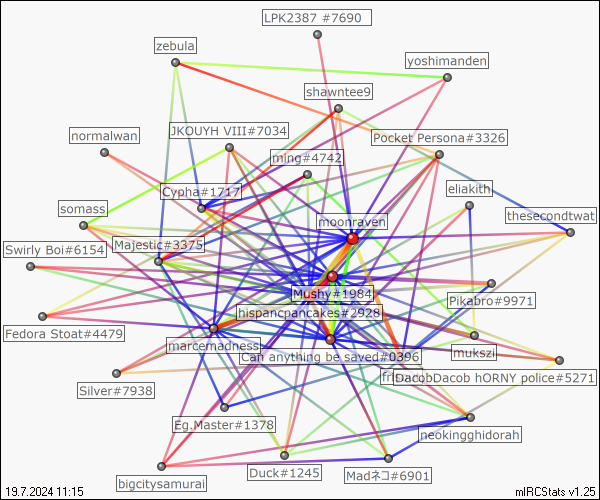 LPK2387 #7690
zebula
yoshimanden
shawntee9
normalwan
JKOUYH VIII#7034
Pocket Persona#3326
ming#4742
Cypha#1717
eliakith
somass
moonraven
thesecondtwat
Majestic#3375
Swirly Boi#6154
Mushy#1984
Pikabro#9971
hispancpancakes#2928
Fedora Stoat#4479
marcemadness
mukszi
Can anything be saved#0396
DacobDacob hORNY police#5271
Silver#7938
Eg.Master#1378
neokingghidorah
bigcitysamurai
Duck#1245
Madネコ#6901
19.7.2024 11:15
mIRCStats v1.25